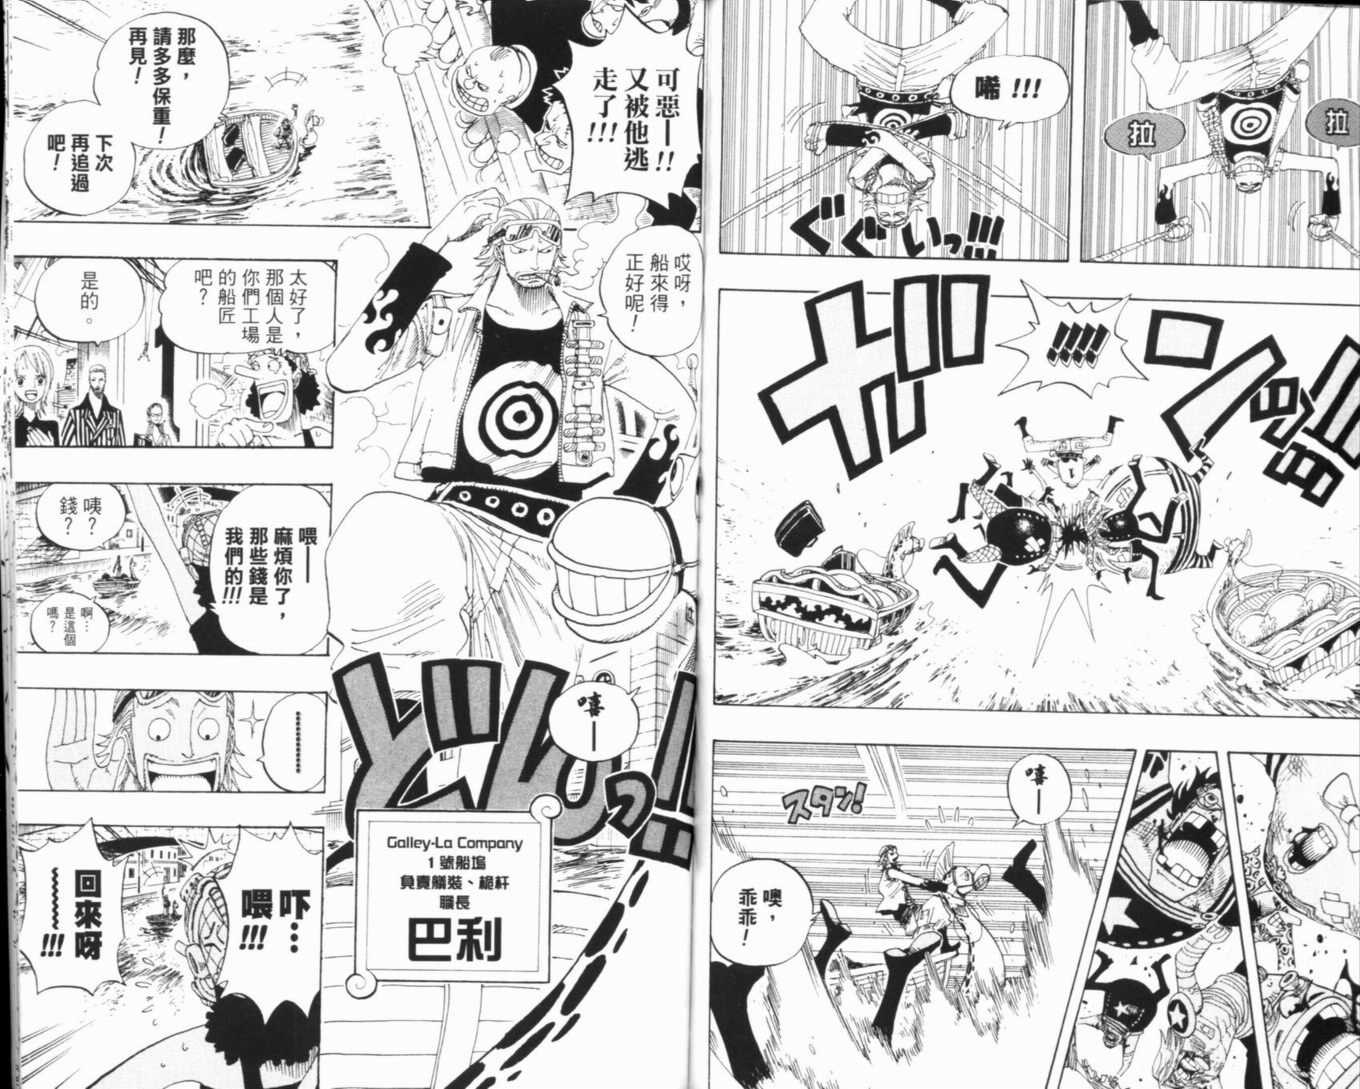 拉
拉
唏!!!
ぐぐいっ!!!
!!!!
嘻—
スタン!
噢，
乖乖!
可惡—!!
又被他逃
走了!!!
那麼，
請多多保重!
再見!
下次
再追過
吧!
哎呀，
船來得
正好呢!
太好了，
那個人是
你們工場
的船匠
吧?
是的。
喂—
麻煩你了，
那些錢是
我們的!!!
咦?
錢?
啊…
是這個
嗎?
嘻—
どんっ!!
Galley-La Company
1號船塢
負責艤裝、桅杆
職長
巴利
吓…
喂!!!
回來呀
!!!